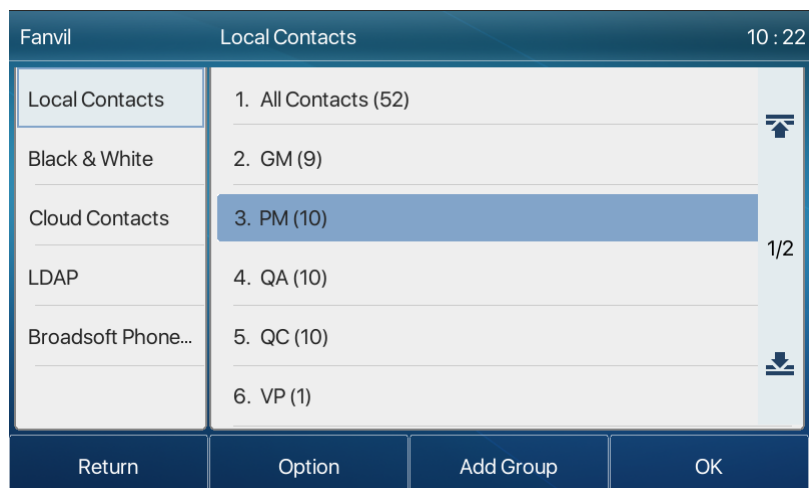 Fanvil Local Contacts 10 : 22
Local Contacts
Black & White
Cloud Contacts
LDAP
Broadsoft Phone...
1. All Contacts (52)
2. GM (9)
3. PM (10)
4. QA (10)
5. QC (10)
6. VP (1)
1/2
Return Option Add Group OK